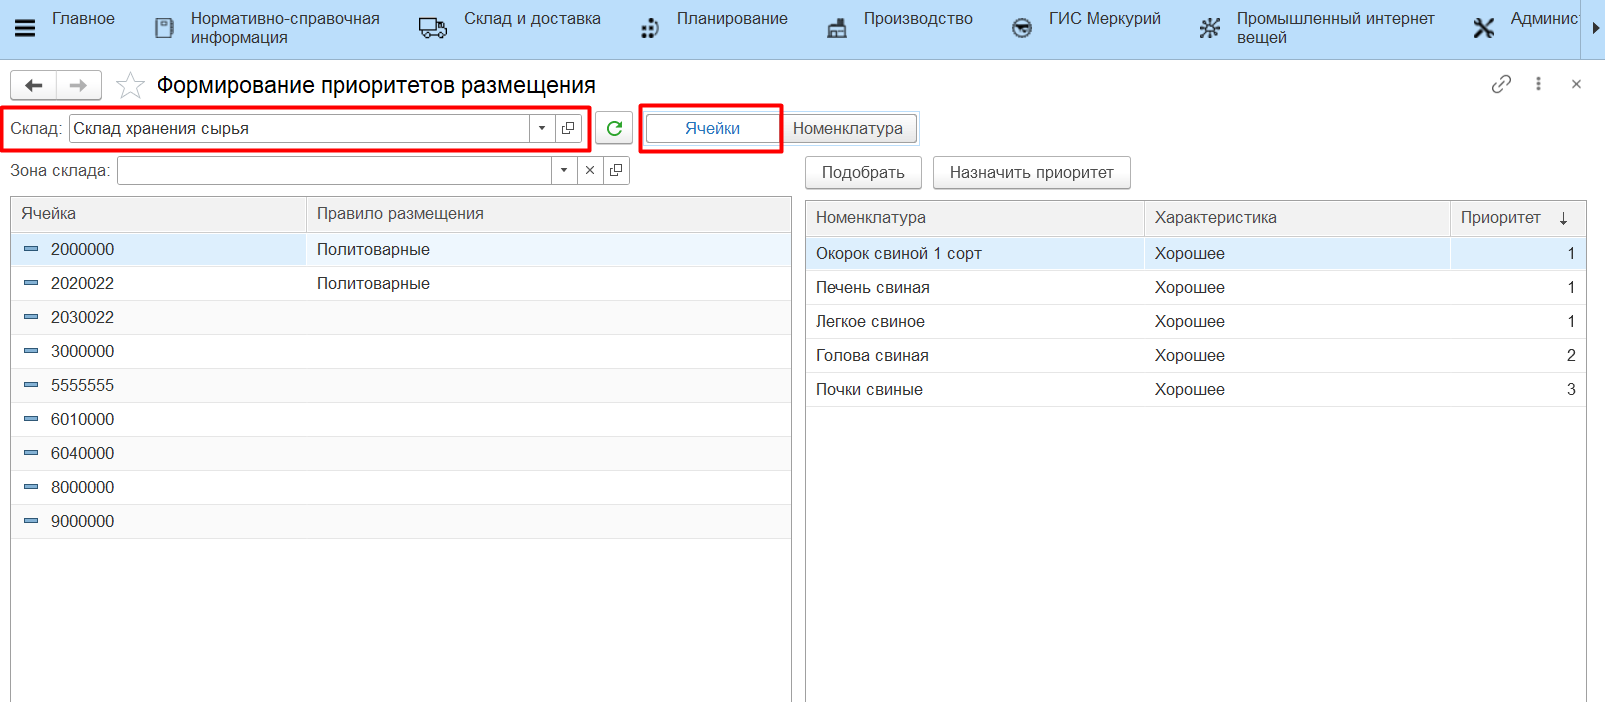 Главное
Нормативно-справочная
информация
Склад и доставка
Планирование
Производство
ГИС Меркурий
Промышленный интернет
вещей
Админис
Формирование приоритетов размещения
Склад: Склад хранения сырья
Ячейки Номенклатура
Зона склада:
Подобрать Назначить приоритет
Ячейка Правило размещения
2000000 Политоварные
2020022 Политоварные
2030022
3000000
5555555
6010000
6040000
8000000
9000000
Номенклатура Характеристика Приоритет ↓
Окорок свиной 1 сорт Хорошее 1
Печень свиная Хорошее 1
Легкое свиное Хорошее 1
Голова свиная Хорошее 2
Почки свиные Хорошее 3